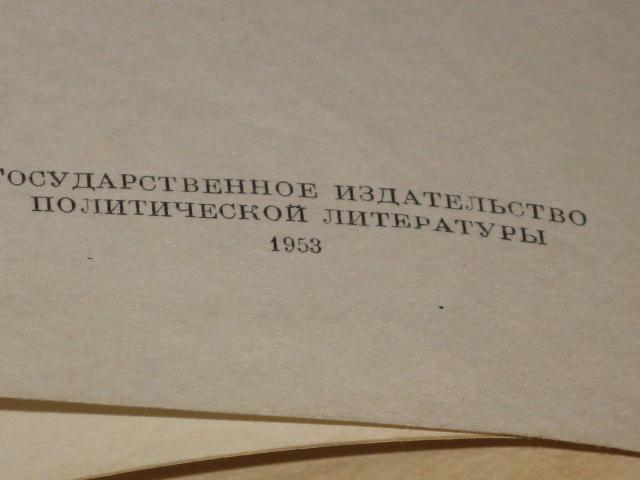 ГОСУДАРСТВЕННОЕ ИЗДАТЕЛЬСТВО
ПОЛИТИЧЕСКОЙ ЛИТЕРАТУРЫ
1953